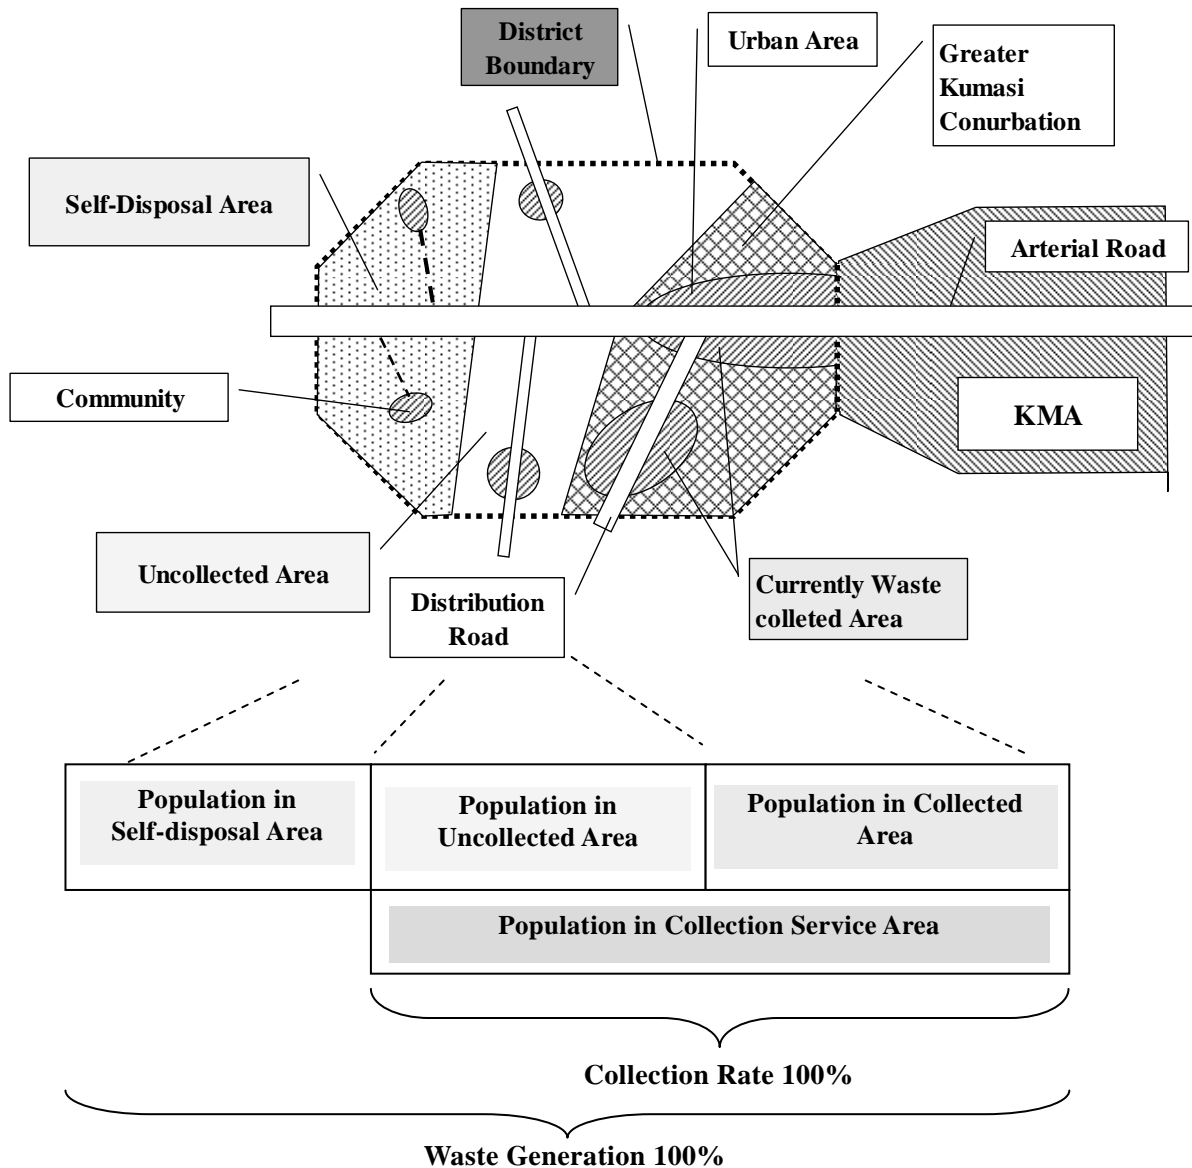 District
Boundary
Urban Area
Greater
Kumasi
Conurbation
Self-Disposal Area
Arterial Road
Community
KMA
Uncollected Area
Distribution
Road
Currently Waste
colleted Area
Population in
Self-disposal Area
Population in
Uncollected Area
Population in Collected
Area
Population in Collection Service Area
Collection Rate 100%
Waste Generation 100%